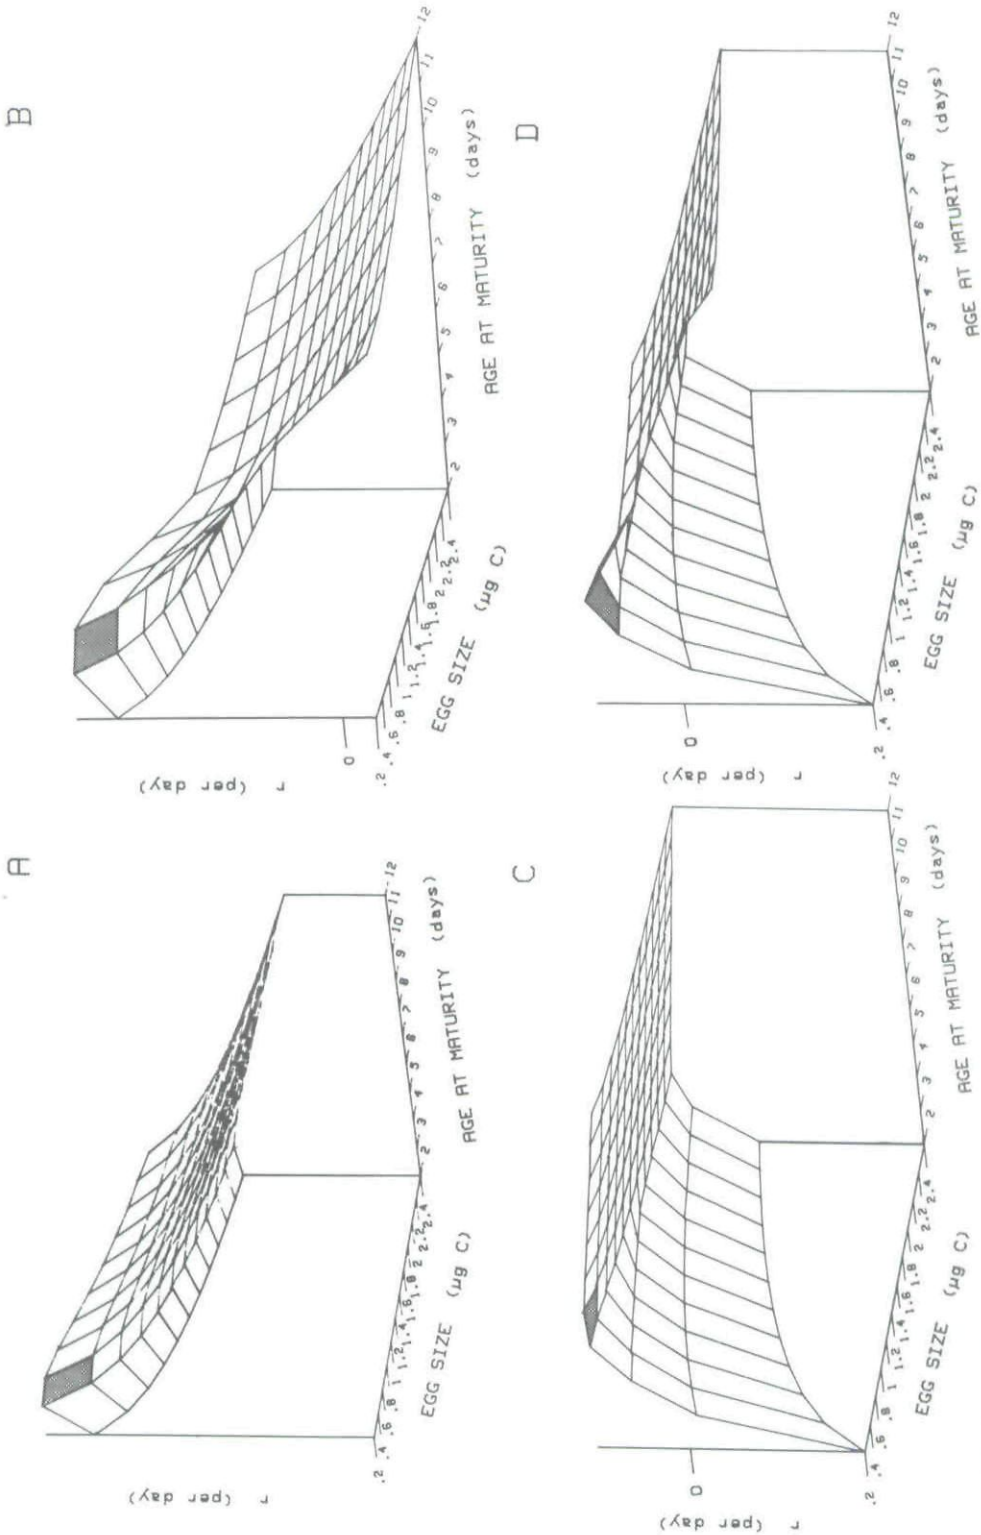 A
r (per day)
.2 .4 .6 .8 1 1.2 1.4 1.6 1.8 2 2.2 2.4
EGG SIZE (µg C)
2 3 4 5 6 7 8 9 10 11 12
AGE AT MATURITY (days)
B
r (per day)
0
.2 .4 .6 .8 1 1.2 1.4 1.6 1.8 2 2.2 2.4
EGG SIZE (µg C)
2 3 4 5 6 7 8 9 10 11 12
AGE AT MATURITY (days)
C
r (per day)
0
.2 .4 .6 .8 1 1.2 1.4 1.6 1.8 2 2.2 2.4
EGG SIZE (µg C)
2 3 4 5 6 7 8 9 10 11 12
AGE AT MATURITY (days)
D
r (per day)
0
.2 .4 .6 .8 1 1.2 1.4 1.6 1.8 2 2.2 2.4
EGG SIZE (µg C)
2 3 4 5 6 7 8 9 10 11 12
AGE AT MATURITY (days)